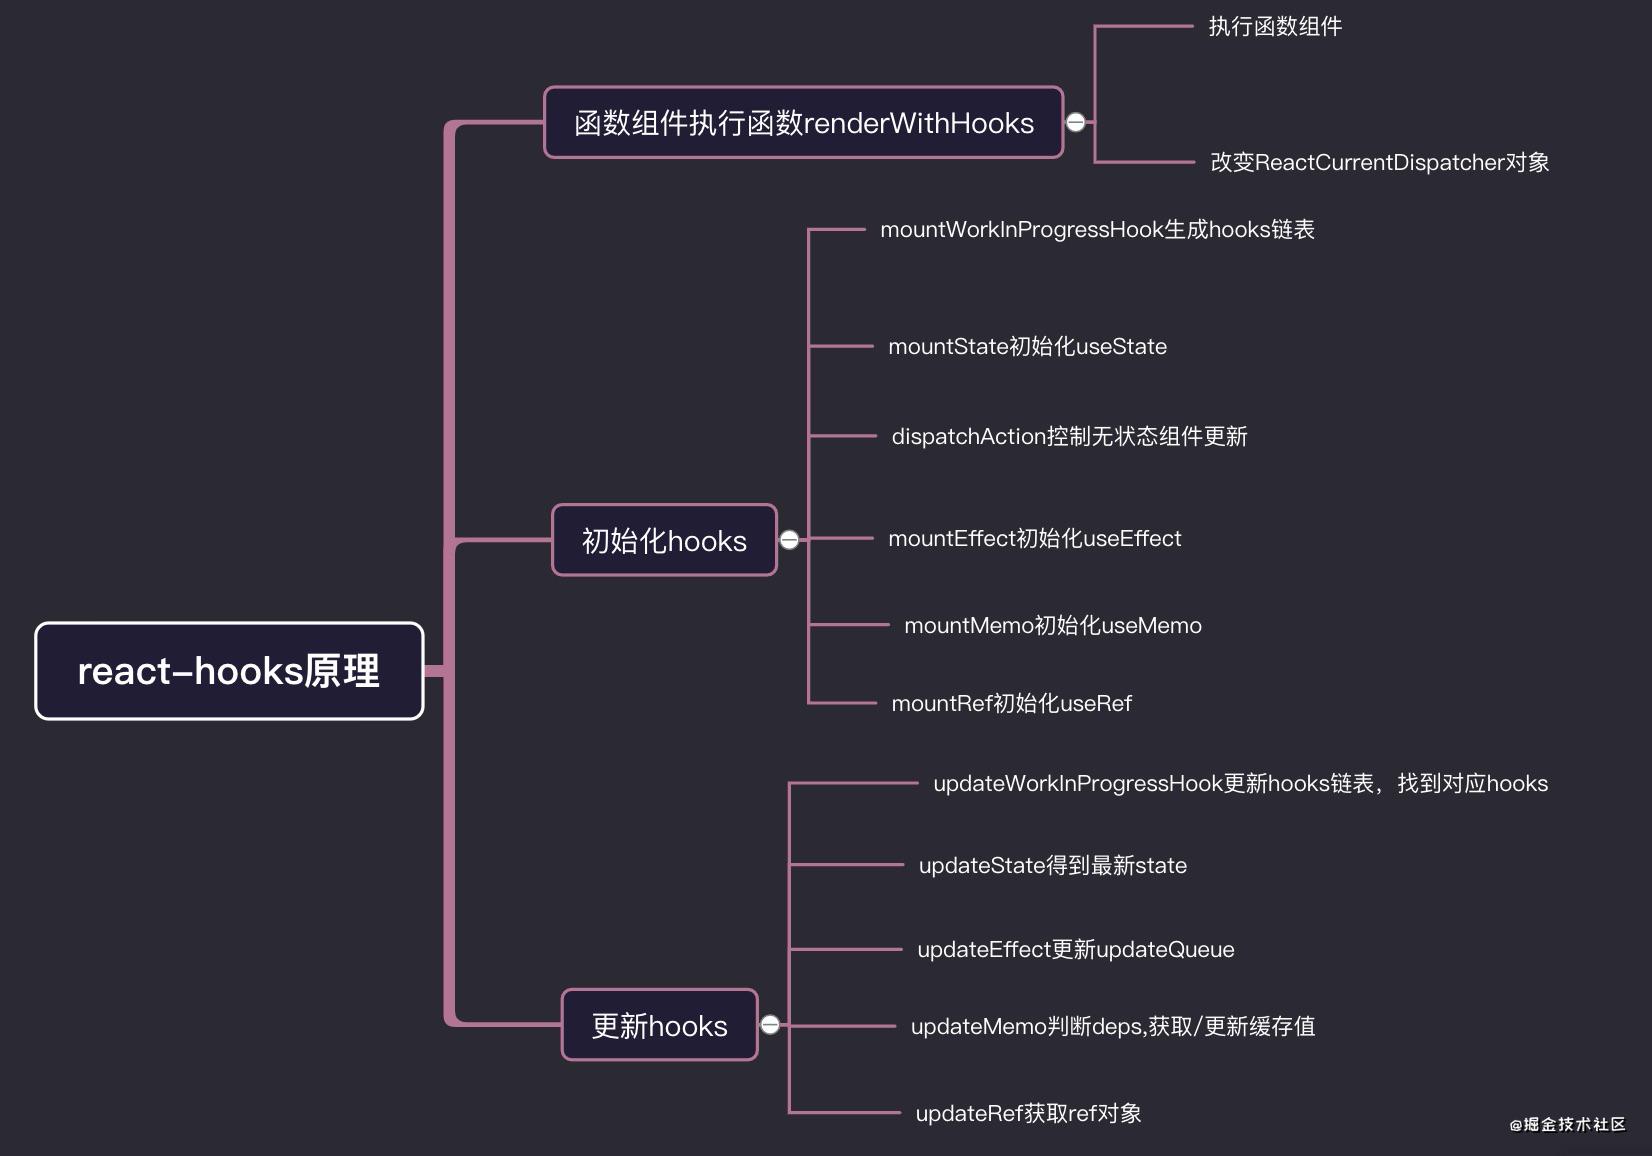 执行函数组件
函数组件执行函数renderWithHooks
改变ReactCurrentDispatcher对象
mountWorkInProgressHook生成hooks链表
mountState初始化useState
dispatchAction控制无状态组件更新
初始化hooks
mountEffect初始化useEffect
mountMemo初始化useMemo
react-hooks原理
mountRef初始化useRef
updateWorkInProgressHook更新hooks链表，找到对应hooks
updateState得到最新state
updateEffect更新updateQueue
更新hooks
updateMemo判断deps,获取/更新缓存值
updateRef获取ref对象
@掘金技术社区